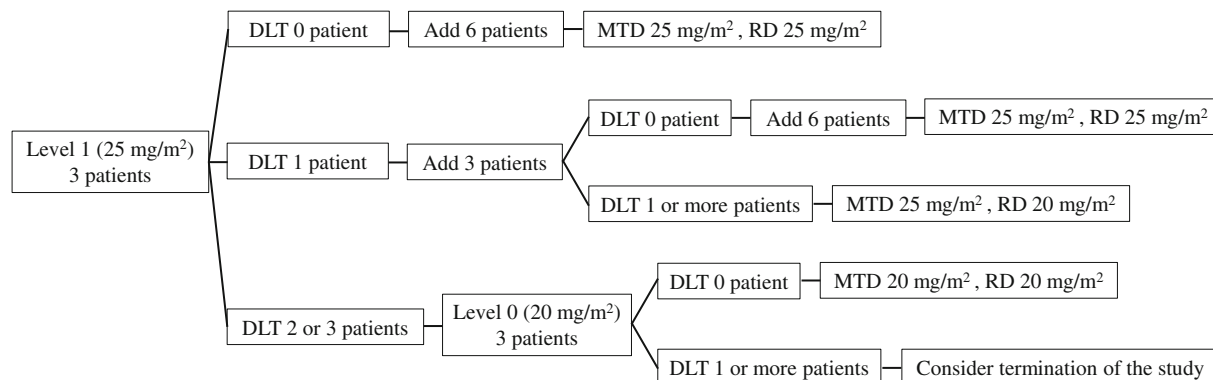 DLT 0 patient
Add 6 patients
MTD 25 mg/m², RD 25 mg/m²
Level 1 (25 mg/m²)
3 patients
DLT 1 patient
Add 3 patients
DLT 0 patient
Add 6 patients
MTD 25 mg/m², RD 25 mg/m²
DLT 1 or more patients
MTD 25 mg/m², RD 20 mg/m²
DLT 2 or 3 patients
Level 0 (20 mg/m²)
3 patients
DLT 0 patient
MTD 20 mg/m², RD 20 mg/m²
DLT 1 or more patients
Consider termination of the study